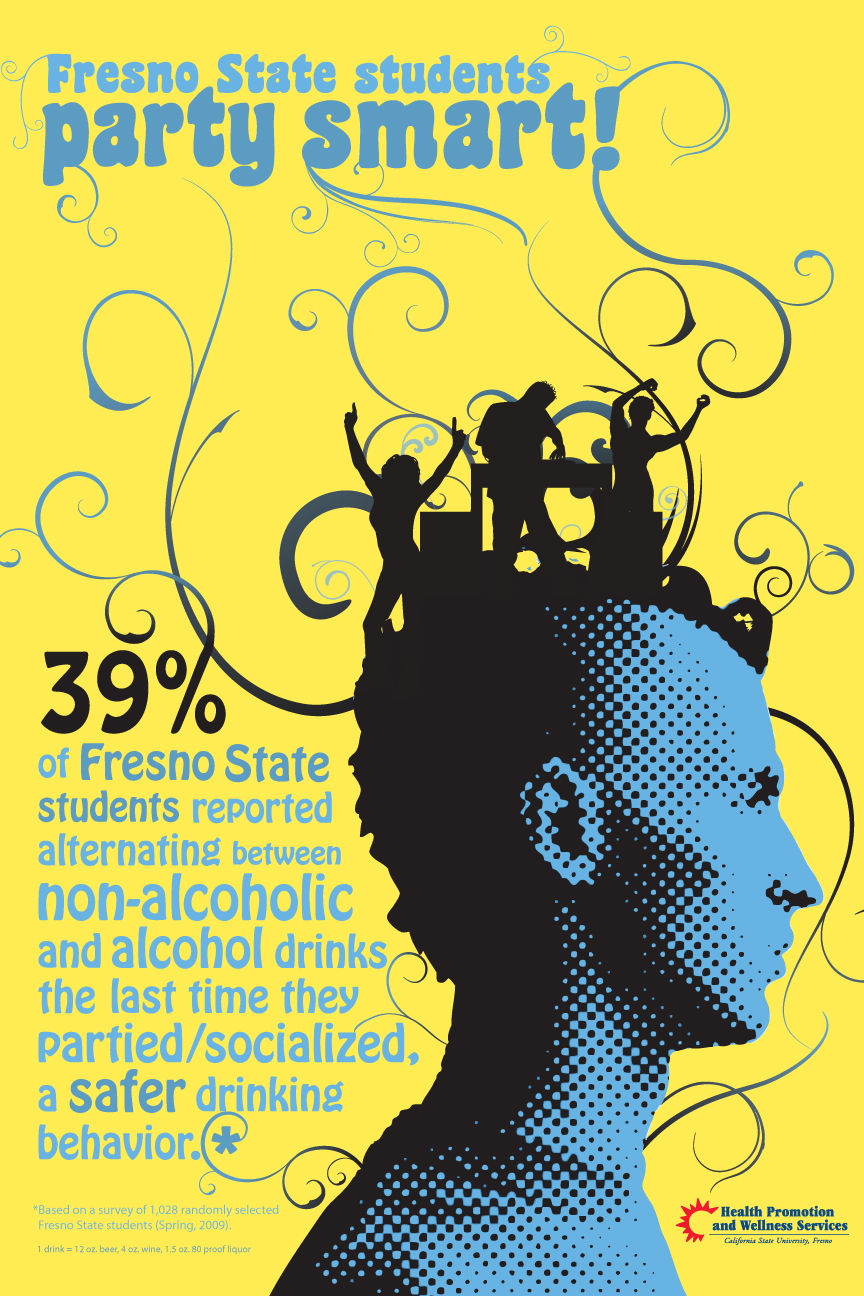 Fresno State students
party smart!
39%
of Fresno State
students reported
alternating between
non-alcoholic
and alcohol drinks
the last time they
partied/socialized,
a safer drinking
behavior.*
*Based on a survey of 1,028 randomly selected
Fresno State students (Spring, 2009).
1 drink = 12 oz. beer, 4 oz. wine, 1.5 oz. 80 proof liquor
Health Promotion
and Wellness Services
California State University, Fresno